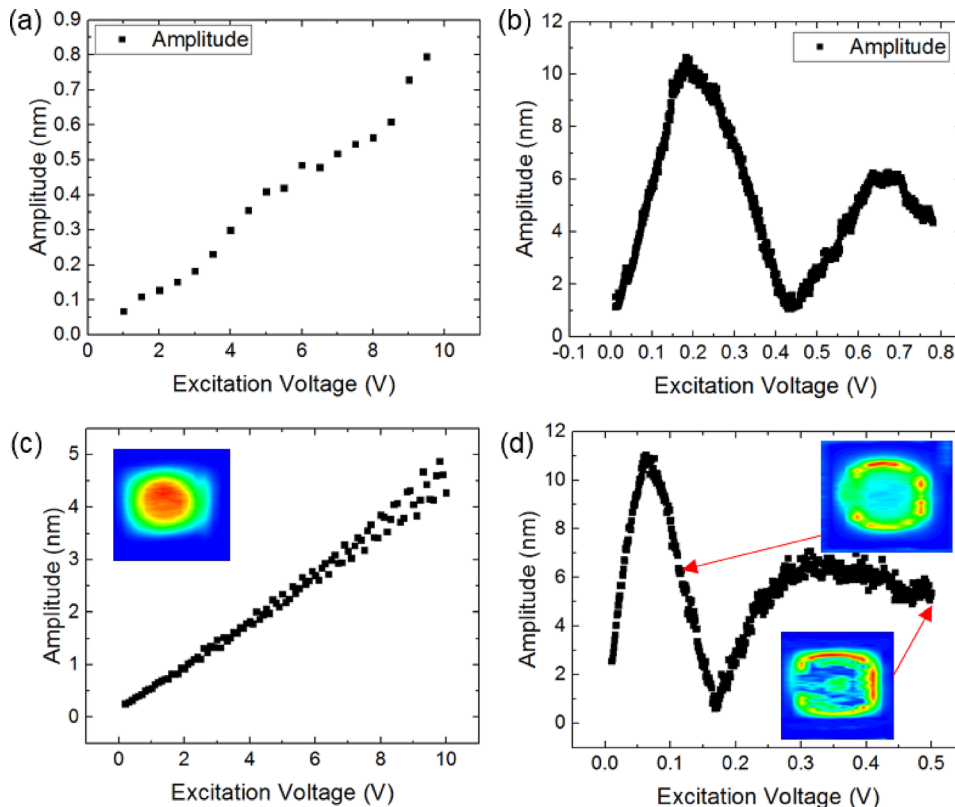 (a)
Amplitude
Amplitude (nm)
0.9
0.8
0.7
0.6
0.5
0.4
0.3
0.2
0.1
0.0
0 2 4 6 8 10
Excitation Voltage (V)
(b)
Amplitude
Amplitude (nm)
12
10
8
6
4
2
0
-0.1 0.0 0.1 0.2 0.3 0.4 0.5 0.6 0.7 0.8
Excitation Voltage (V)
(c)
Amplitude (nm)
5
4
3
2
1
0
0 2 4 6 8 10
Excitation Voltage (V)
(d)
Amplitude (nm)
12
10
8
6
4
2
0
0.0 0.1 0.2 0.3 0.4 0.5
Excitation Voltage (V)